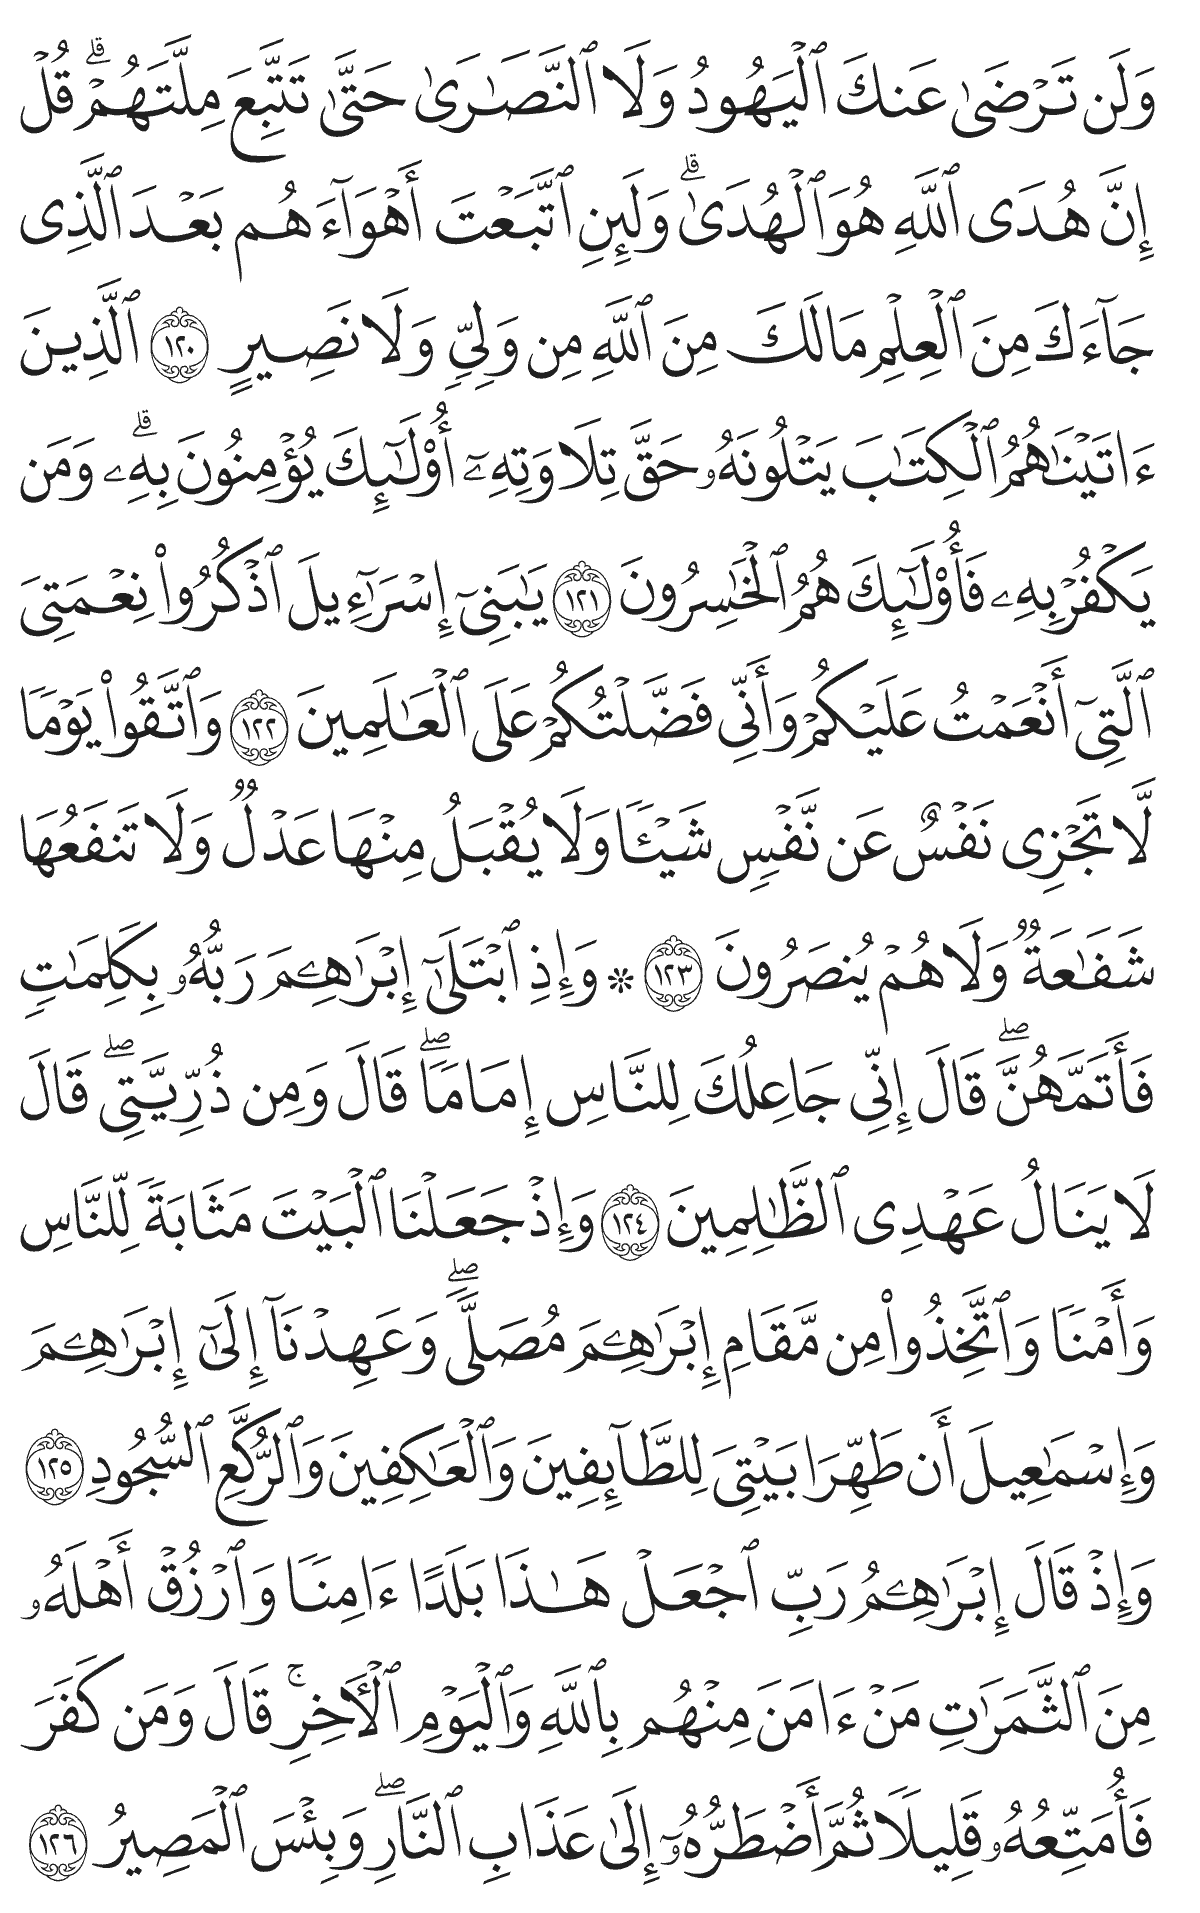 وَلَن تَرۡضَىٰ عَنكَ ٱلۡيَهُودُ وَلَا ٱلنَّصَٰرَىٰ حَتَّىٰ تَتَّبِعَ مِلَّتَهُمۡۗ قُلۡ
إِنَّ هُدَى ٱللَّهِ هُوَ ٱلۡهُدَىٰۗ وَلَئِنِ ٱتَّبَعۡتَ أَهۡوَآءَهُم بَعۡدَ ٱلَّذِي
جَآءَكَ مِنَ ٱلۡعِلۡمِ مَا لَكَ مِنَ ٱللَّهِ مِن وَلِيّٖ وَلَا نَصِيرٍ ١٢٠ ٱلَّذِينَ
ءَاتَيۡنَٰهُمُ ٱلۡكِتَٰبَ يَتۡلُونَهُۥ حَقَّ تِلَاوَتِهِۦٓ أُوْلَٰٓئِكَ يُؤۡمِنُونَ بِهِۦۗ وَمَن
يَكۡفُرۡ بِهِۦ فَأُوْلَٰٓئِكَ هُمُ ٱلۡخَٰسِرُونَ ١٢١ يَٰبَنِيٓ إِسۡرَٰٓءِيلَ ٱذۡكُرُواْ نِعۡمَتِيَ
ٱلَّتِيٓ أَنۡعَمۡتُ عَلَيۡكُمۡ وَأَنِّي فَضَّلۡتُكُمۡ عَلَى ٱلۡعَٰلَمِينَ ١٢٢ وَٱتَّقُواْ يَوۡمٗا
لَّا تَجۡزِي نَفۡسٌ عَن نَّفۡسٖ شَيۡـٔٗا وَلَا يُقۡبَلُ مِنۡهَا عَدۡلٞ وَلَا تَنفَعُهَا
شَفَٰعَةٞ وَلَا هُمۡ يُنصَرُونَ ١٢٣ ۞ وَإِذِ ٱبۡتَلَىٰٓ إِبۡرَٰهِـۧمَ رَبُّهُۥ بِكَلِمَٰتٖ
فَأَتَمَّهُنَّۖ قَالَ إِنِّي جَاعِلُكَ لِلنَّاسِ إِمَامٗاۖ قَالَ وَمِن ذُرِّيَّتِيۖ قَالَ
لَا يَنَالُ عَهۡدِي ٱلظَّٰلِمِينَ ١٢٤ وَإِذۡ جَعَلۡنَا ٱلۡبَيۡتَ مَثَابَةٗ لِّلنَّاسِ
وَأَمۡنٗا وَٱتَّخِذُواْ مِن مَّقَامِ إِبۡرَٰهِـۧمَ مُصَلّٗىۖ وَعَهِدۡنَآ إِلَىٰٓ إِبۡرَٰهِـۧمَ
وَإِسۡمَٰعِيلَ أَن طَهِّرَا بَيۡتِيَ لِلطَّآئِفِينَ وَٱلۡعَٰكِفِينَ وَٱلرُّكَّعِ ٱلسُّجُودِ ١٢٥
وَإِذۡ قَالَ إِبۡرَٰهِـۧمُ رَبِّ ٱجۡعَلۡ هَٰذَا بَلَدًا ءَامِنٗا وَٱرۡزُقۡ أَهۡلَهُۥ
مِنَ ٱلثَّمَرَٰتِ مَنۡ ءَامَنَ مِنۡهُم بِٱللَّهِ وَٱلۡيَوۡمِ ٱلۡأٓخِرِۚ قَالَ وَمَن كَفَرَ
فَأُمَتِّعُهُۥ قَلِيلٗا ثُمَّ أَضۡطَرُّهُۥٓ إِلَىٰ عَذَابِ ٱلنَّارِۖ وَبِئۡسَ ٱلۡمَصِيرُ ١٢٦